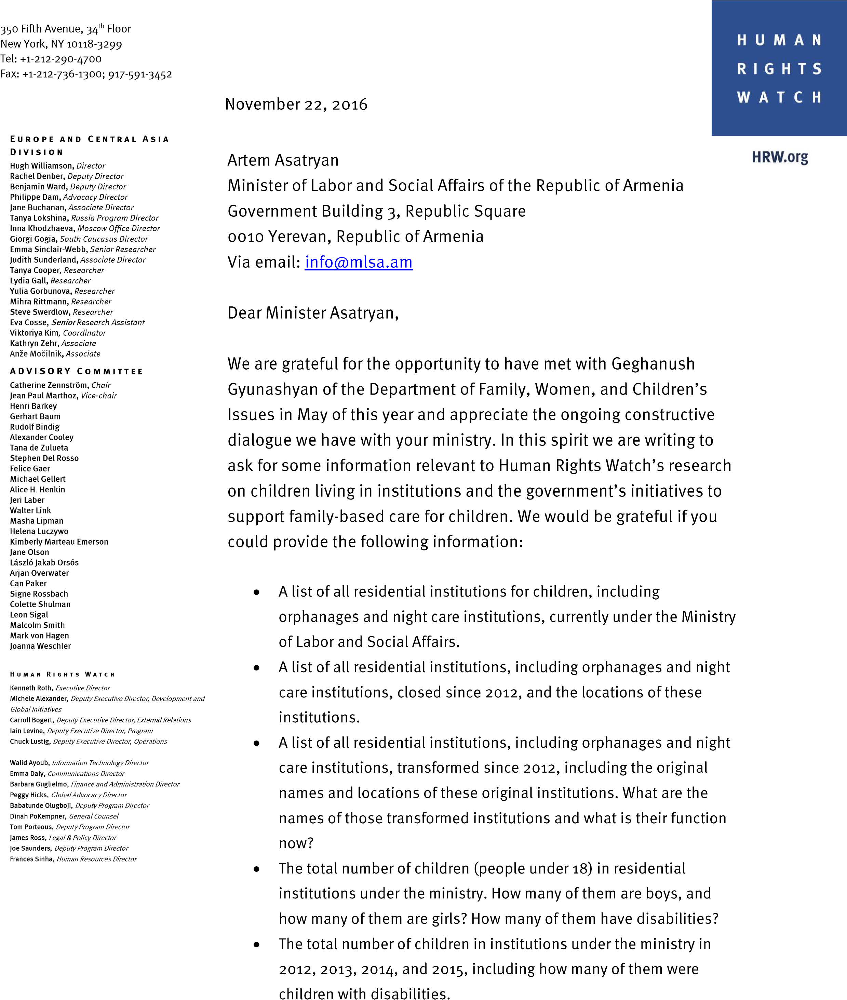 350 Fifth Avenue, 34th Floor
New York, NY 10118-3299
Tel: +1-212-290-4700
Fax: +1-212-736-1300; 917-591-3452
HUMAN
RIGHTS
WATCH
HRW.org
EUROPE AND CENTRAL ASIA
DIVISION
Hugh Williamson, Director
Rachel Denber, Deputy Director
Benjamin Ward, Deputy Director
Philippe Dam, Advocacy Director
Jane Buchanan, Associate Director
Tanya Lokshina, Russia Program Director
Inna Khodzhaeva, Moscow Office Director
Giorgi Gogia, South Caucasus Director
Emma Sinclair-Webb, Senior Researcher
Judith Sunderland, Associate Director
Tanya Cooper, Researcher
Lydia Gall, Researcher
Yulia Gorbunova, Researcher
Mihra Rittmann, Researcher
Steve Swerdlow, Researcher
Eva Cosse, Senior Research Assistant
Viktoriya Kim, Coordinator
Kathryn Zehr, Associate
Anže Močilnik, Associate
ADVISORY COMMITTEE
Catherine Zennström, Chair
Jean Paul Marthoz, Vice-chair
Henri Barkey
Gerhart Baum
Rudolf Bindig
Alexander Cooley
Tana de Zulueta
Stephen Del Rosso
Felice Gaer
Michael Gellert
Alice H. Henkin
Jeri Laber
Walter Link
Masha Lipman
Helena Luczywo
Kimberly Marteau Emerson
Jane Olson
László Jakab Orsós
Arjan Overwater
Can Paker
Signe Rossbach
Colette Shulman
Leon Sigal
Malcolm Smith
Mark von Hagen
Joanna Weschler
HUMAN RIGHTS WATCH
Kenneth Roth, Executive Director
Michele Alexander, Deputy Executive Director, Development and
Global Initiatives
Carroll Bogert, Deputy Executive Director, External Relations
Iain Levine, Deputy Executive Director, Program
Chuck Lustig, Deputy Executive Director, Operations
Walid Ayoub, Information Technology Director
Emma Daly, Communications Director
Barbara Guglielmo, Finance and Administration Director
Peggy Hicks, Global Advocacy Director
Babatunde Olugboji, Deputy Program Director
Dinah PoKempner, General Counsel
Tom Porteous, Deputy Program Director
James Ross, Legal & Policy Director
Joe Saunders, Deputy Program Director
Frances Sinha, Human Resources Director
November 22, 2016
Artem Asatryan
Minister of Labor and Social Affairs of the Republic of Armenia
Government Building 3, Republic Square
0010 Yerevan, Republic of Armenia
Via email: info@mlsa.am
Dear Minister Asatryan,
We are grateful for the opportunity to have met with Geghanush
Gyunashyan of the Department of Family, Women, and Children’s
Issues in May of this year and appreciate the ongoing constructive
dialogue we have with your ministry. In this spirit we are writing to
ask for some information relevant to Human Rights Watch’s research
on children living in institutions and the government’s initiatives to
support family-based care for children. We would be grateful if you
could provide the following information:
• A list of all residential institutions for children, including
orphanages and night care institutions, currently under the Ministry
of Labor and Social Affairs.
• A list of all residential institutions, including orphanages and night
care institutions, closed since 2012, and the locations of these
institutions.
• A list of all residential institutions, including orphanages and night
care institutions, transformed since 2012, including the original
names and locations of these original institutions. What are the
names of those transformed institutions and what is their function
now?
• The total number of children (people under 18) in residential
institutions under the ministry. How many of them are boys, and
how many of them are girls? How many of them have disabilities?
• The total number of children in institutions under the ministry in
2012, 2013, 2014, and 2015, including how many of them were
children with disabilities.